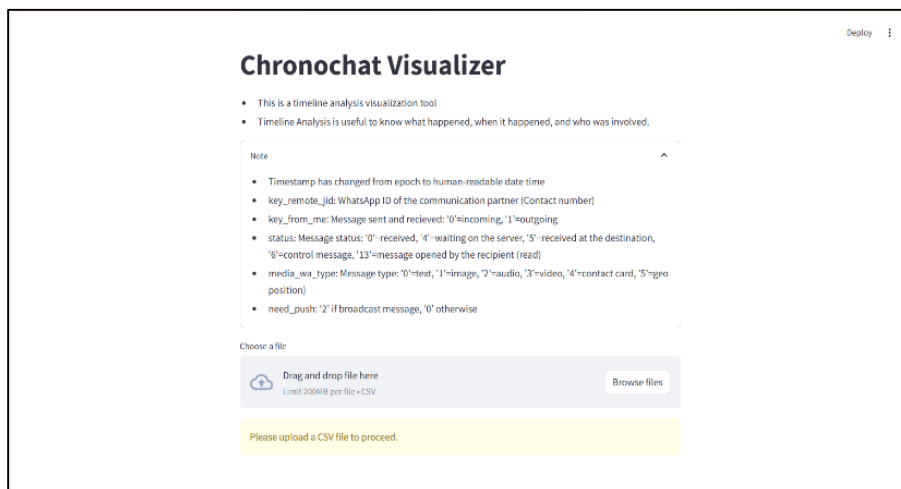 Deploy
Chronochat Visualizer
This is a timeline analysis visualization tool
Timeline Analysis is useful to know what happened, when it happened, and who was involved.
Note
Timestamp has changed from epoch to human-readable date time
key_remote_jid: WhatsApp ID of the communication partner (Contact number)
key_from_me: Message sent and recieved: '0'=incoming, '1'=outgoing
status: Message status: '0'=received, '4'=waiting on the server, '5'=received at the destination,
'6'=control message, '13'=message opened by the recipient (read)
media_wa_type: Message type: '0'=text, '1'=image, '2'=audio, '3'=video, '4'=contact card, '5'=geo
position)
need_push: '2' if broadcast message, '0' otherwise
Choose a file
Drag and drop file here
Limit 200MB per file • CSV
Browse files
Please upload a CSV file to proceed.